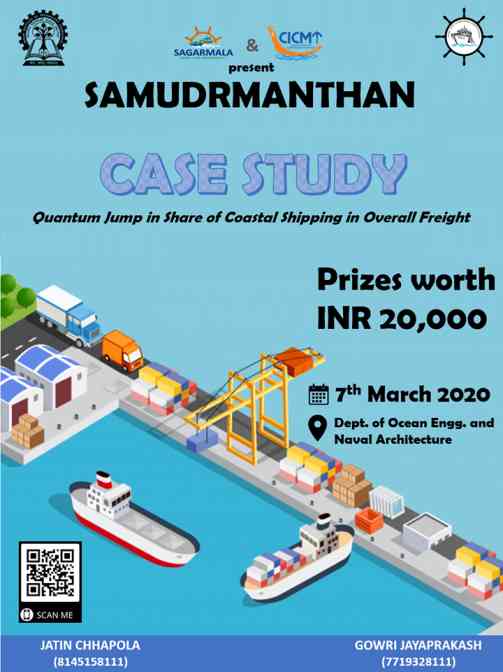 SAGARMALA
&
CICMT
present
SAMUDRMANTHAN
CASE STUDY
Quantum Jump in Share of Coastal Shipping in Overall Freight
Prizes worth
INR 20,000
7th March 2020
Dept. of Ocean Engg. and
Naval Architecture
SCAN ME
JATIN CHHAPOLA
(8145158111)
GOWRI JAYAPRAKASH
(7719328111)